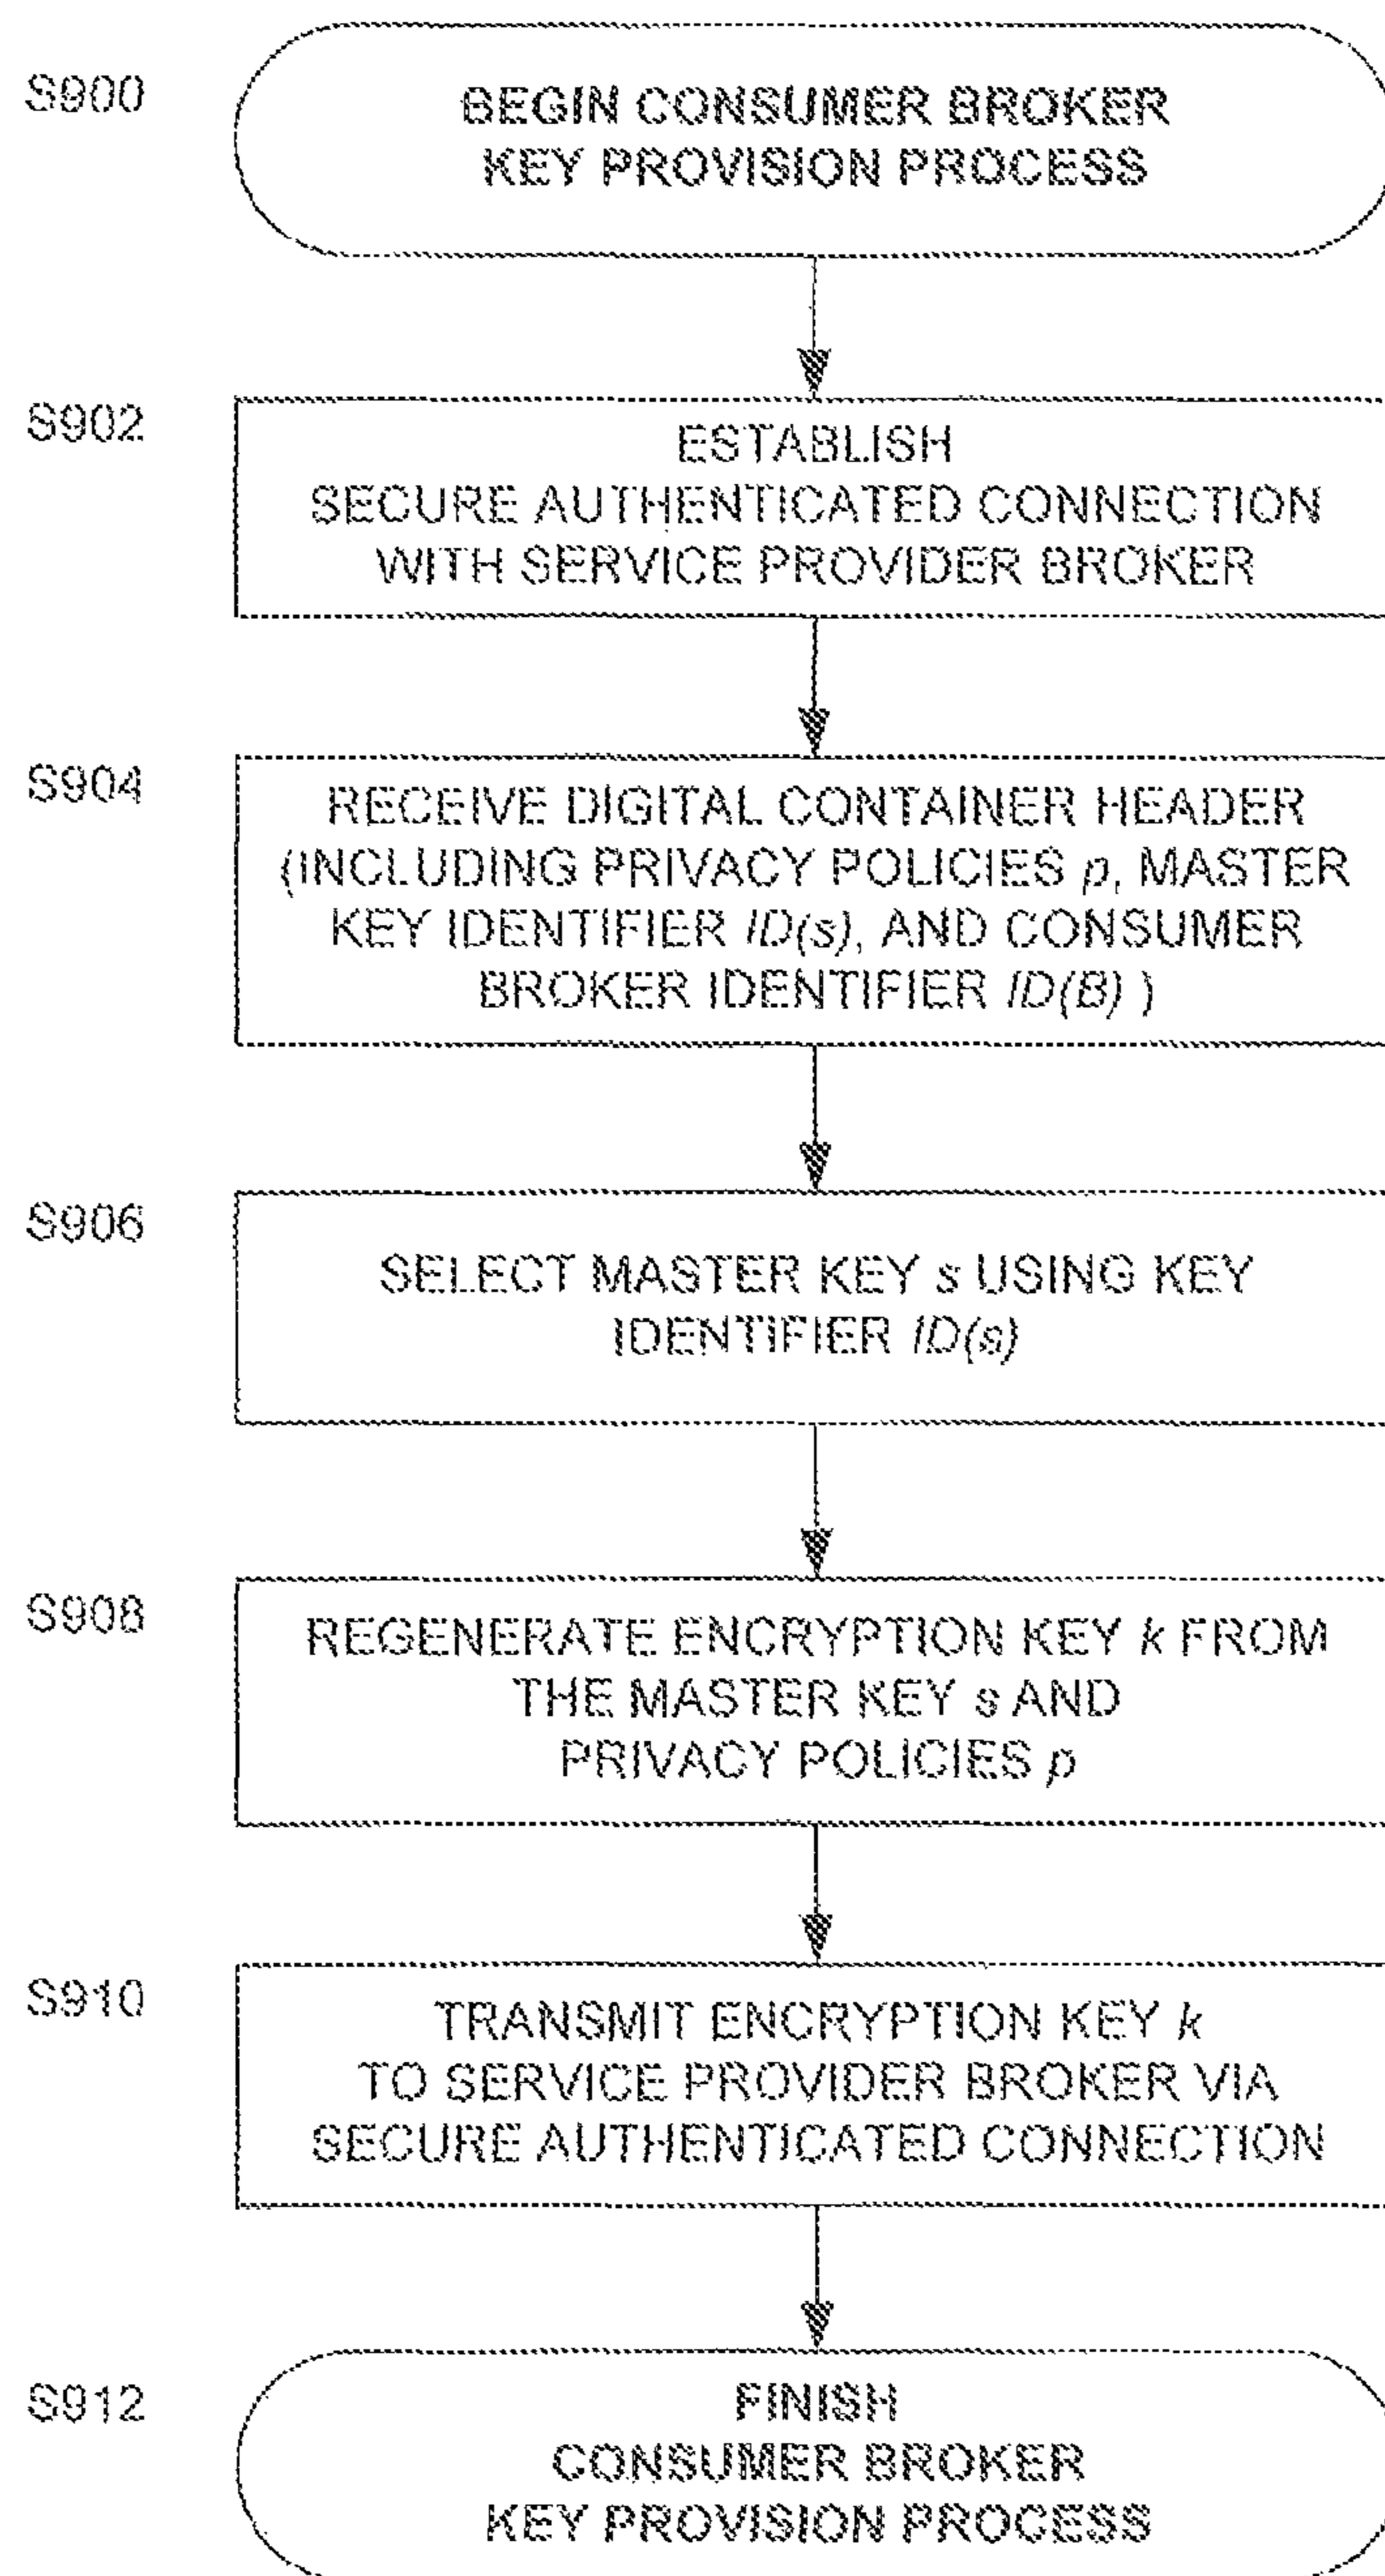 S900
BEGIN CONSUMER BROKER
KEY PROVISION PROCESS
S902
ESTABLISH
SECURE AUTHENTICATED CONNECTION
WITH SERVICE PROVIDER BROKER
S904
RECEIVE DIGITAL CONTAINER HEADER
(INCLUDING PRIVACY POLICIES p, MASTER
KEY IDENTIFIER ID(s), AND CONSUMER
BROKER IDENTIFIER ID(B) )
S906
SELECT MASTER KEY s USING KEY
IDENTIFIER ID(s)
S908
REGENERATE ENCRYPTION KEY k FROM
THE MASTER KEY s AND
PRIVACY POLICIES p
S910
TRANSMIT ENCRYPTION KEY k
TO SERVICE PROVIDER BROKER VIA
SECURE AUTHENTICATED CONNECTION
S912
FINISH
CONSUMER BROKER
KEY PROVISION PROCESS